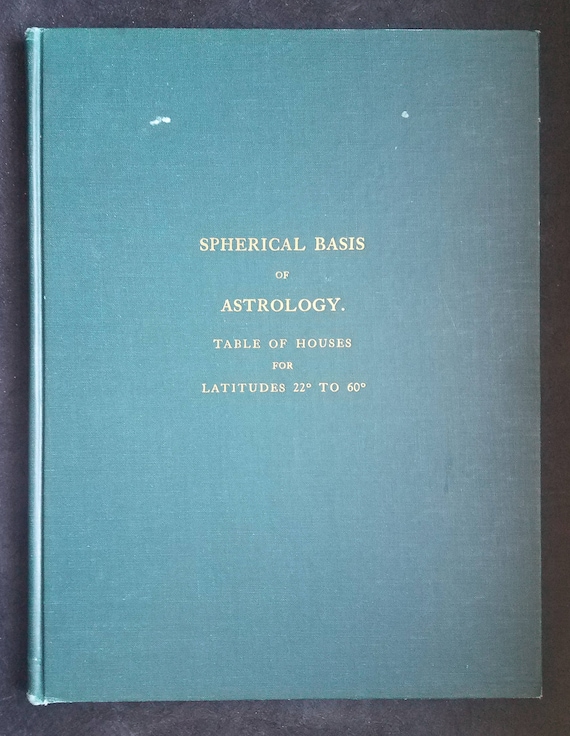 SPHERICAL BASIS
OF
ASTROLOGY.
TABLE OF HOUSES
FOR
LATITUDES 22° TO 60°